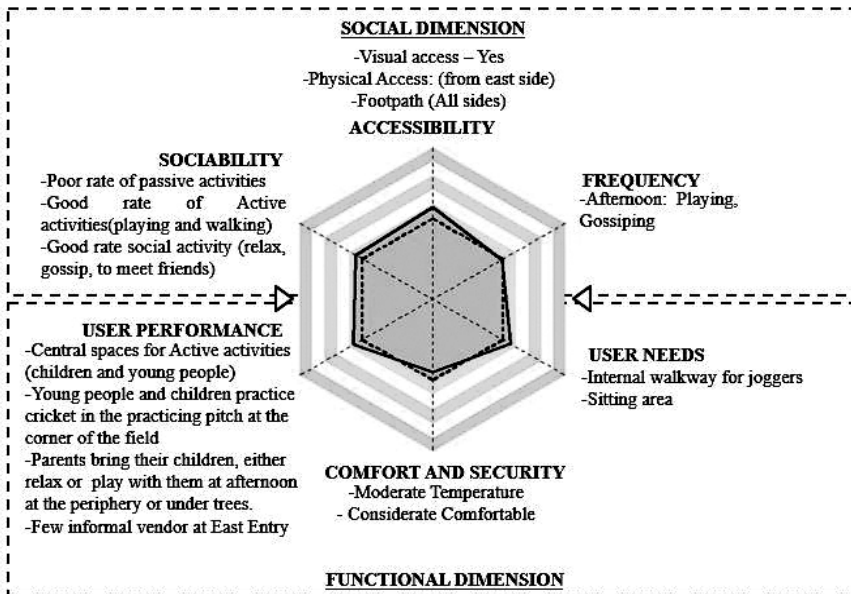 SOCIAL DIMENSION
-Visual access – Yes
-Physical Access: (from east side)
-Footpath (All sides)
ACCESSIBILITY
SOCIABILITY
-Poor rate of passive activities
-Good rate of Active
activities(playing and walking)
-Good rate social activity (relax,
gossip, to meet friends)
FREQUENCY
-Afternoon: Playing,
Gossiping
USER PERFORMANCE
-Central spaces for Active activities
(children and young people)
-Young people and children practice
cricket in the practicing pitch at the
corner of the field
-Parents bring their children, either
relax or play with them at afternoon
at the periphery or under trees.
-Few informal vendor at East Entry
USER NEEDS
-Internal walkway for joggers
-Sitting area
COMFORT AND SECURITY
-Moderate Temperature
- Considerate Comfortable
FUNCTIONAL DIMENSION